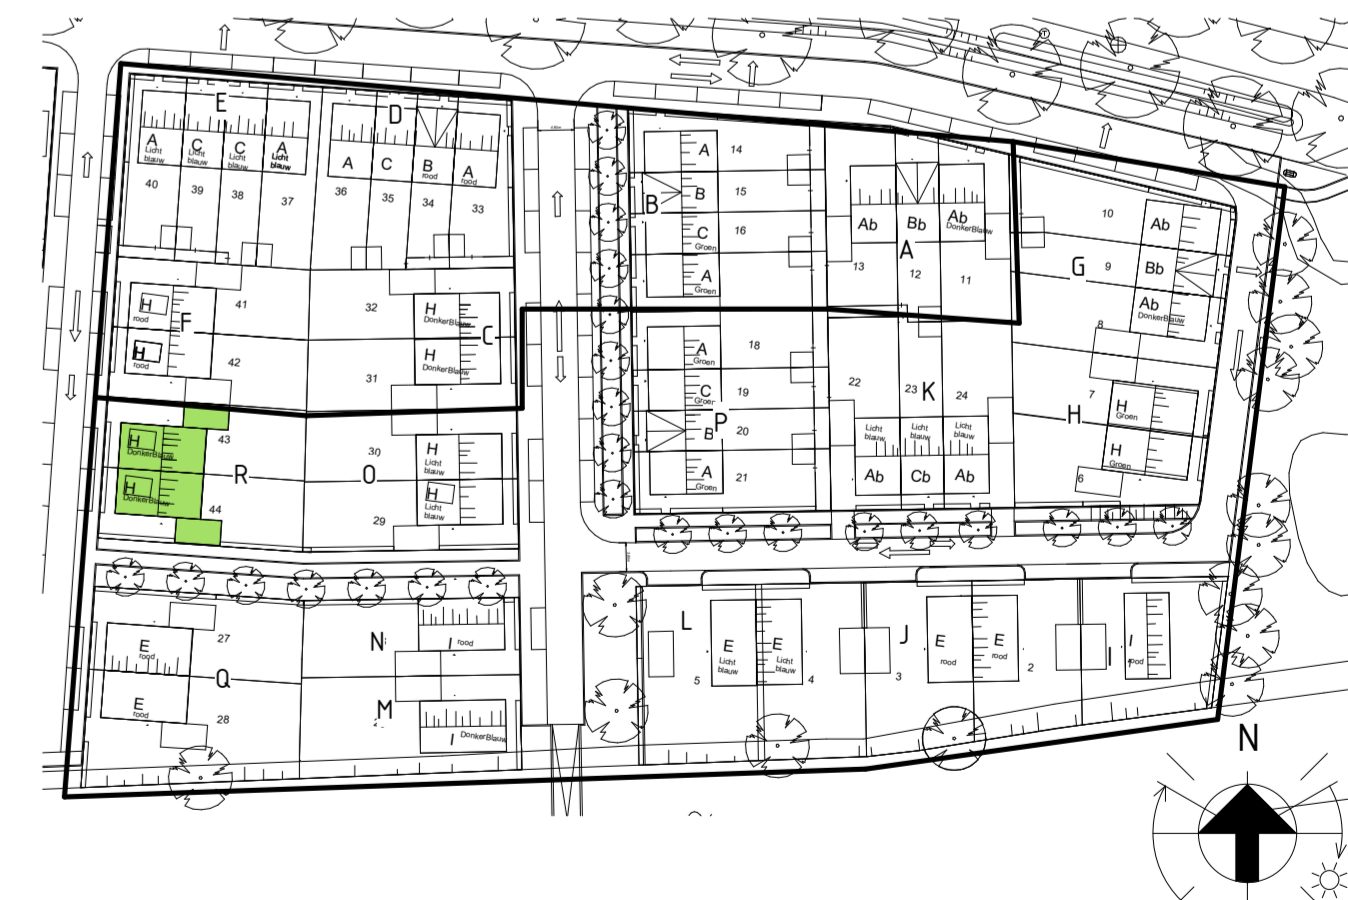 E
A
Licht
blauw
C
Licht
blauw
C
Licht
blauw
A
Licht
blauw
40
39
38
37
D
A
C
B
rood
A
rood
36
35
34
33
B
A
14
B
15
C
Groen
16
A
Groen
Ab
Bb
Ab
DonkerBlauw
A
13
12
11
10
Ab
G
9
Bb
Ab
DonkerBlauw
8
F
H
rood
H
rood
41
42
32
31
H
DonkerBlauw
C
H
DonkerBlauw
A
Groen
18
C
Groen
19
P
B
20
A
Groen
21
22
23
K
24
Licht
blauw
Licht
blauw
Licht
blauw
Ab
Cb
Ab
7
H
H
Groen
H
Groen
6
H
DonkerBlauw
H
DonkerBlauw
43
R
44
30
O
29
H
Licht
blauw
H
Licht
blauw
E
rood
E
rood
27
Q
28
N
I
rood
M
I
DonkerBlauw
L
E
Licht
blauw
E
Licht
blauw
5
4
J
E
rood
E
rood
3
2
I
I
rood
N